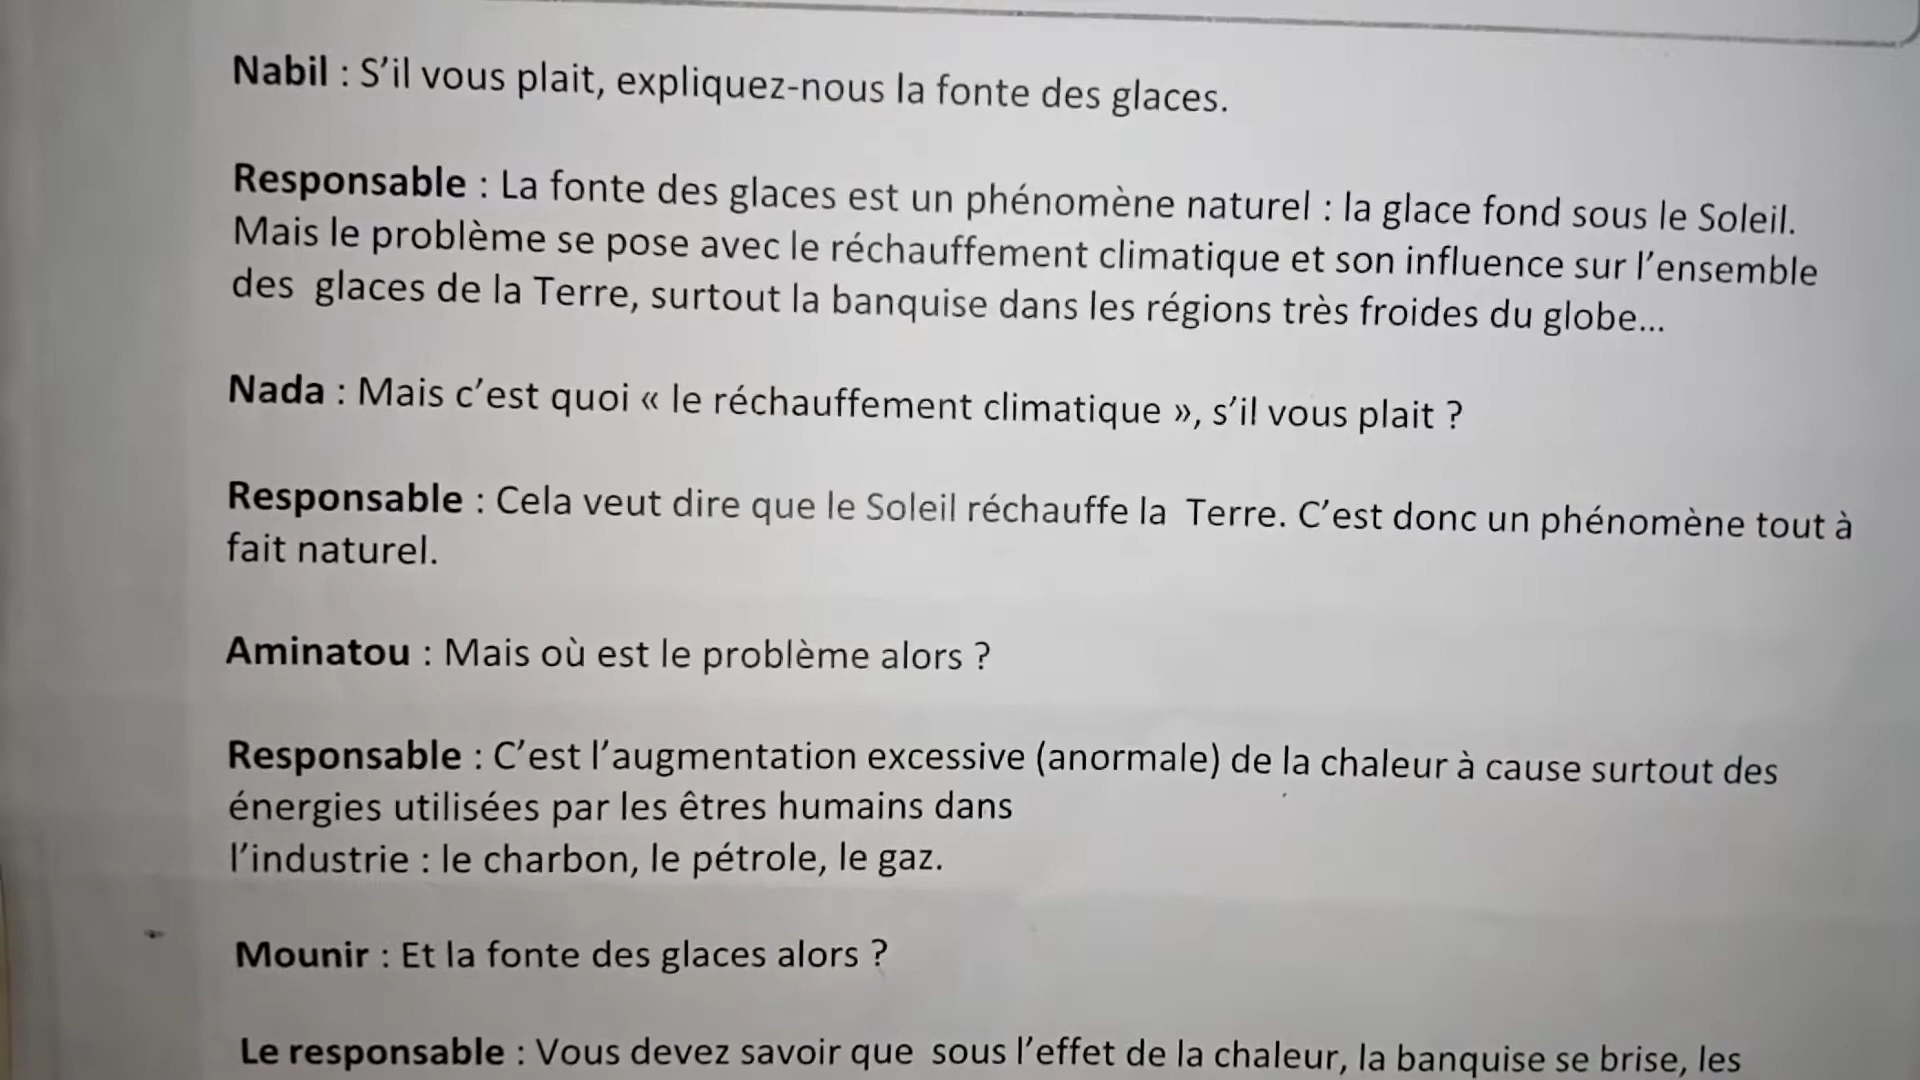 Nabil : S'il vous plait, expliquez-nous la fonte des glaces.
Responsable : La fonte des glaces est un phénomène naturel : la glace fond sous le Soleil.
Mais le problème se pose avec le réchauffement climatique et son influence sur l'ensemble
des glaces de la Terre, surtout la banquise dans les régions très froides du globe...
Nada : Mais c'est quoi « le réchauffement climatique », s'il vous plait ?
Responsable : Cela veut dire que le Soleil réchauffe la Terre. C'est donc un phénomène tout à
fait naturel.
Aminatou : Mais où est le problème alors ?
Responsable : C'est l'augmentation excessive (anormale) de la chaleur à cause surtout des
énergies utilisées par les êtres humains dans
l'industrie : le charbon, le pétrole, le gaz.
Mounir : Et la fonte des glaces alors ?
Le responsable : Vous devez savoir que sous l'effet de la chaleur, la banquise se brise, les